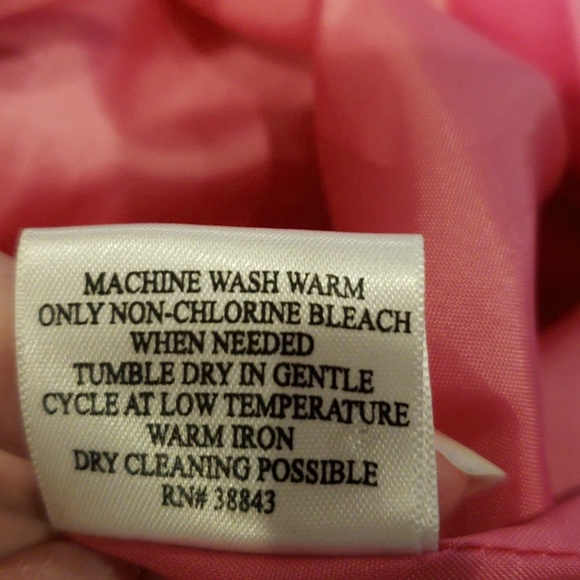 MACHINE WASH WARM
ONLY NON-CHLORINE BLEACH
WHEN NEEDED
TUMBLE DRY IN GENTLE
CYCLE AT LOW TEMPERATURE
WARM IRON
DRY CLEANING POSSIBLE
RN# 38843